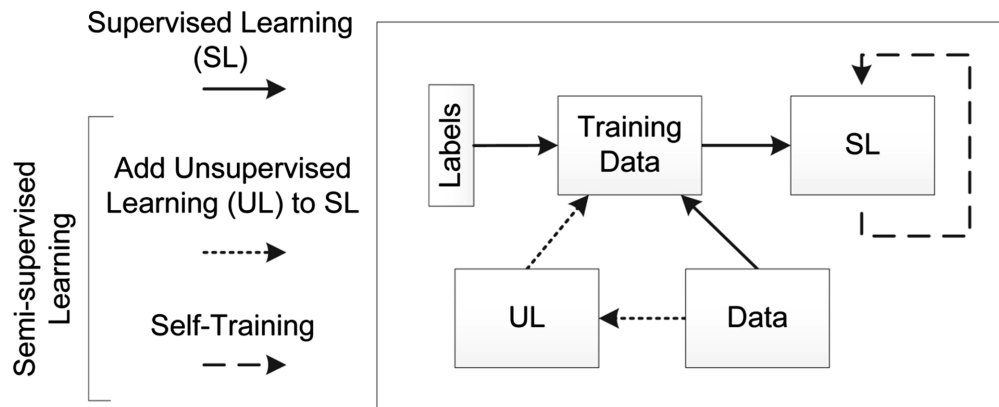 Supervised Learning
(SL)
Add Unsupervised
Learning (UL) to SL
Self-Training
Semi-supervised
Learning
Labels
Training
Data
SL
UL
Data